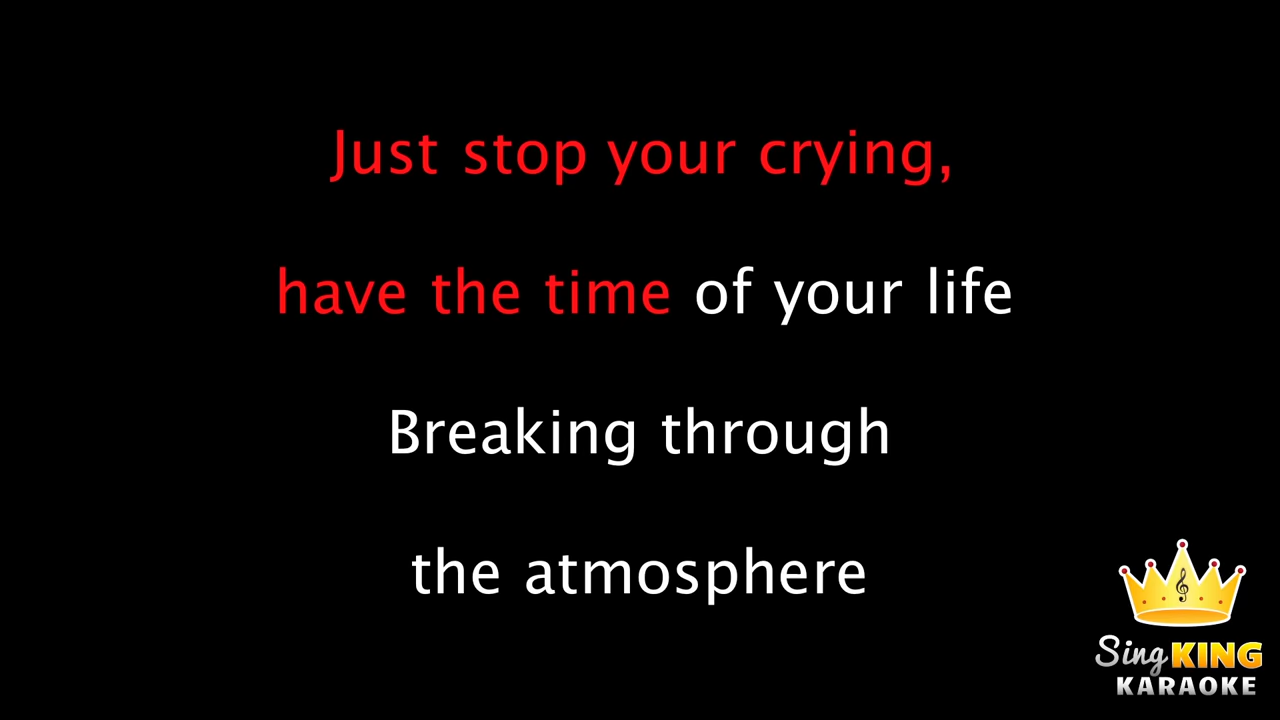 Just stop your crying,
have the time of your life
Breaking through
the atmosphere
Sing KING
KARAOKE